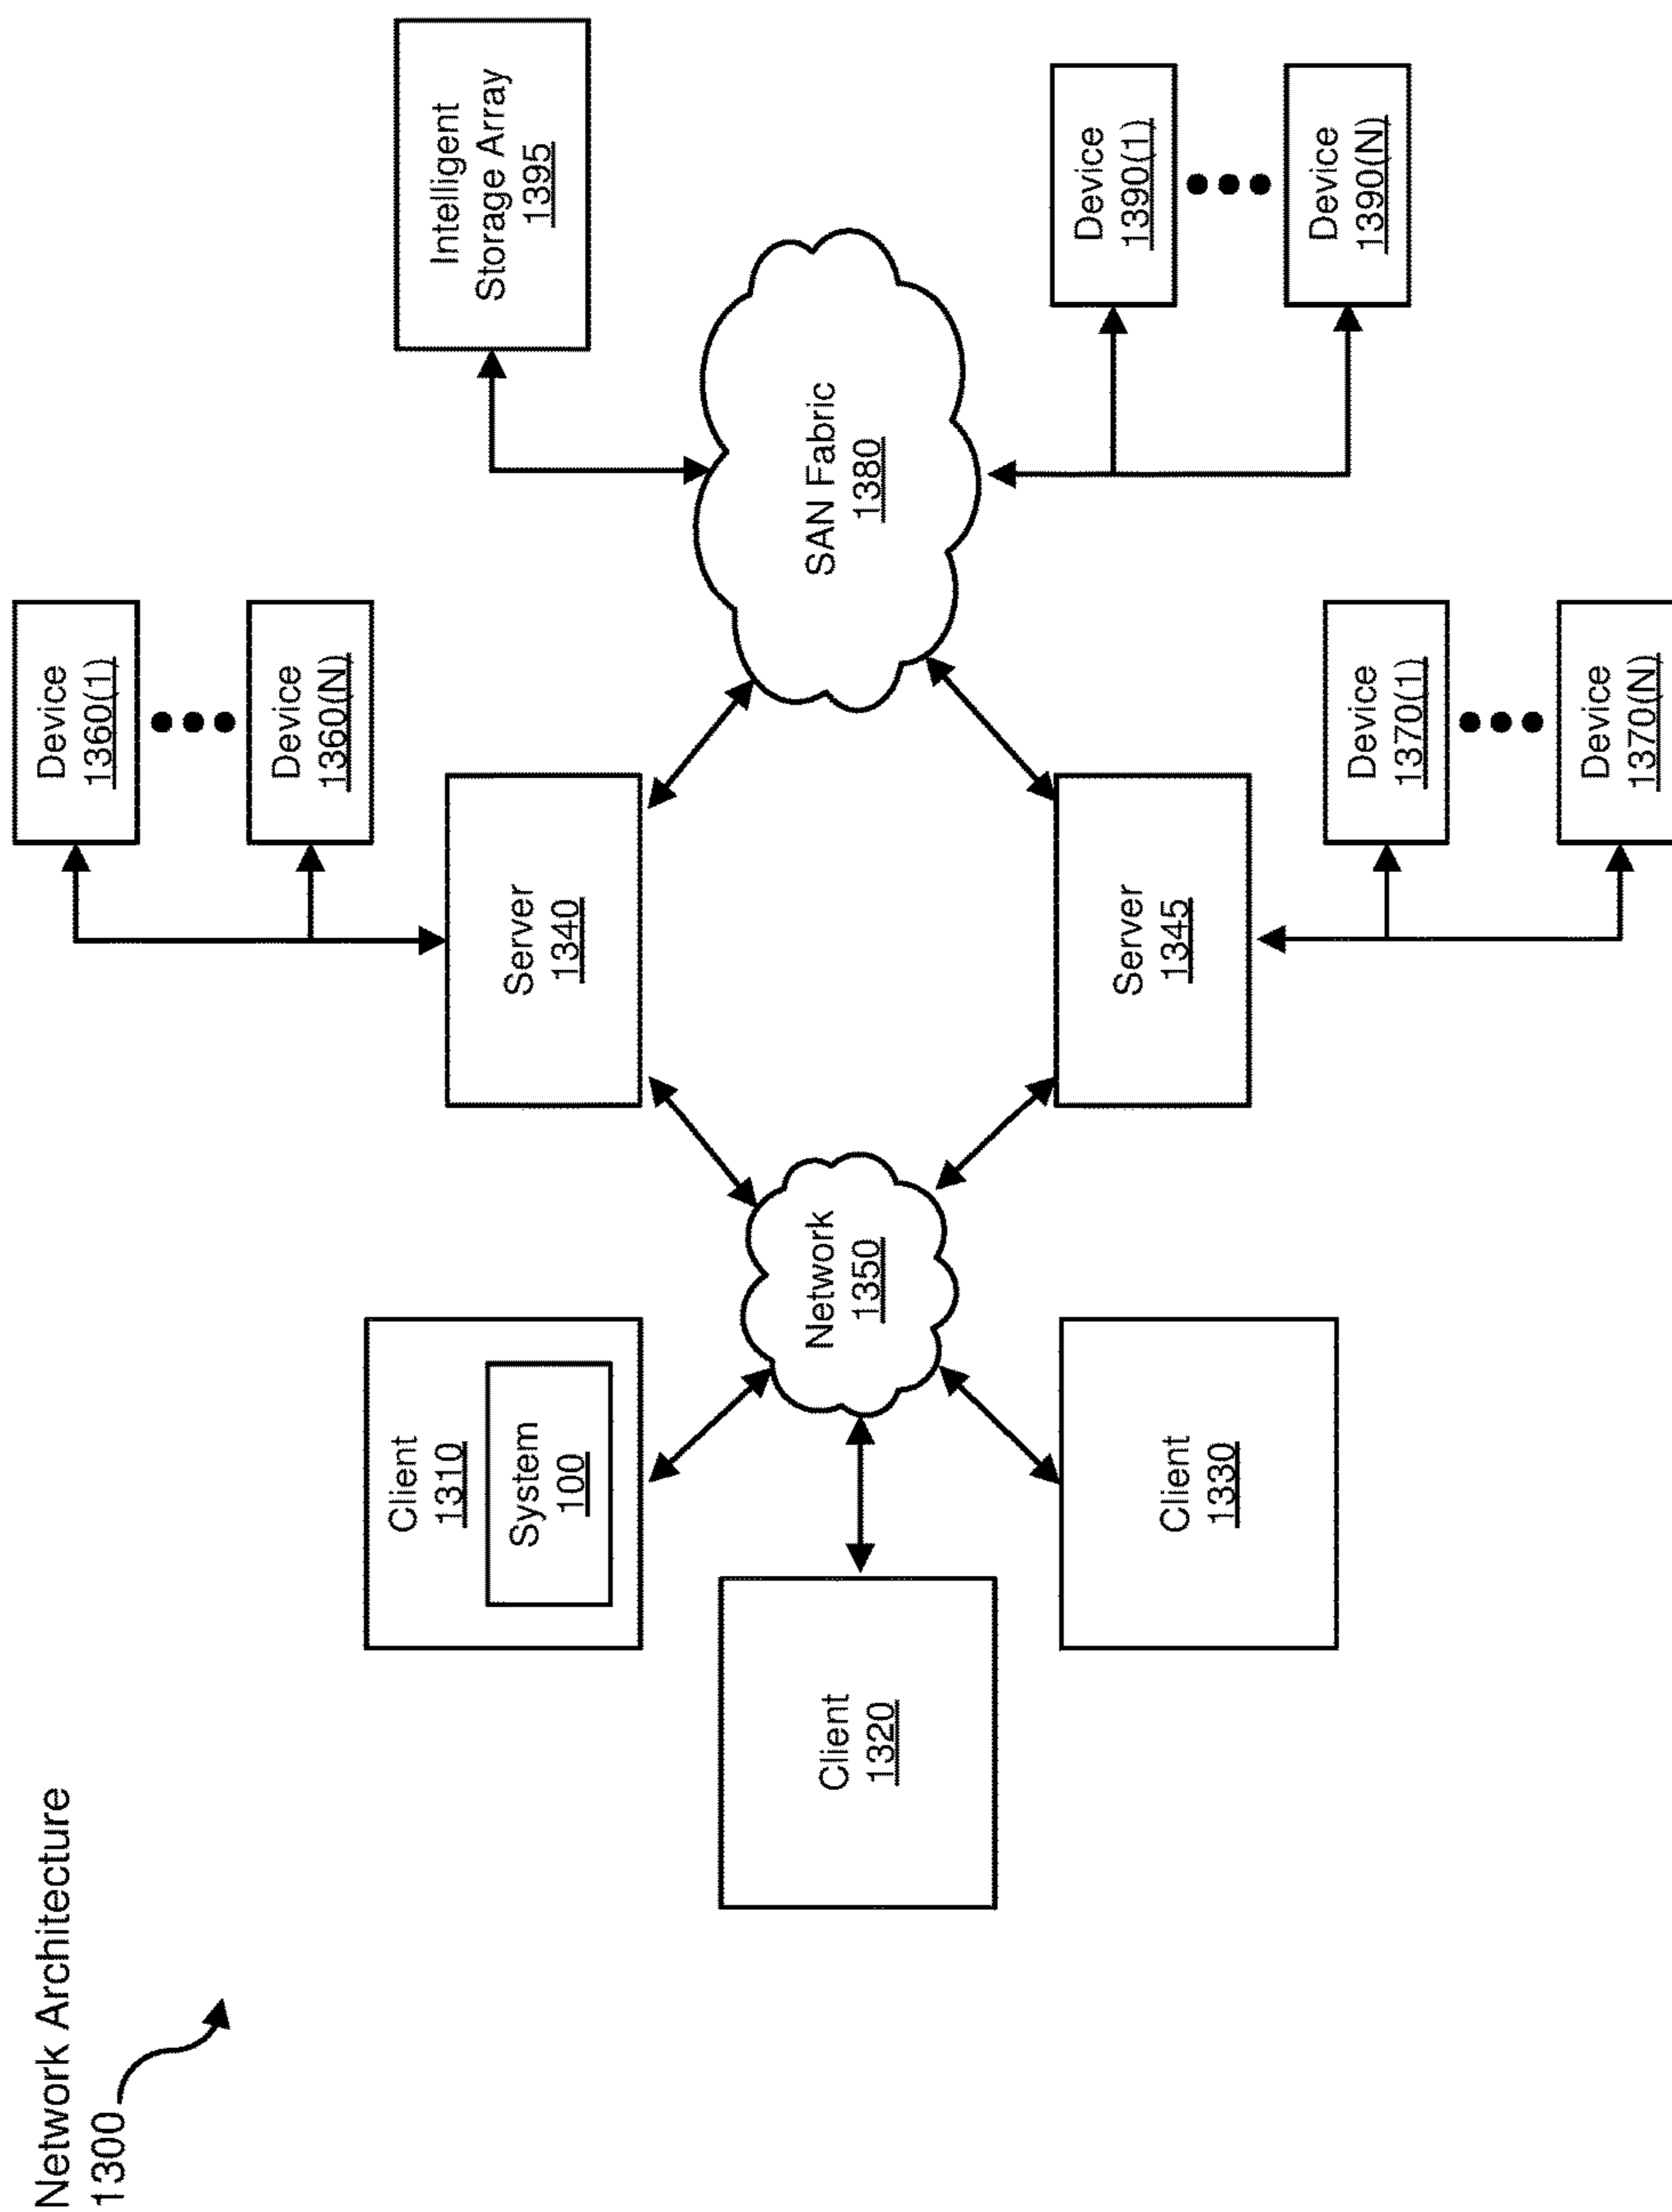 Network Architecture
1300
Client
1310
System
100
Client
1320
Client
1330
Network
1350
Server
1340
Server
1345
Device
1360(1)
Device
1360(N)
Device
1370(1)
Device
1370(N)
SAN Fabric
1380
Intelligent
Storage Array
1395
Device
1390(1)
Device
1390(N)